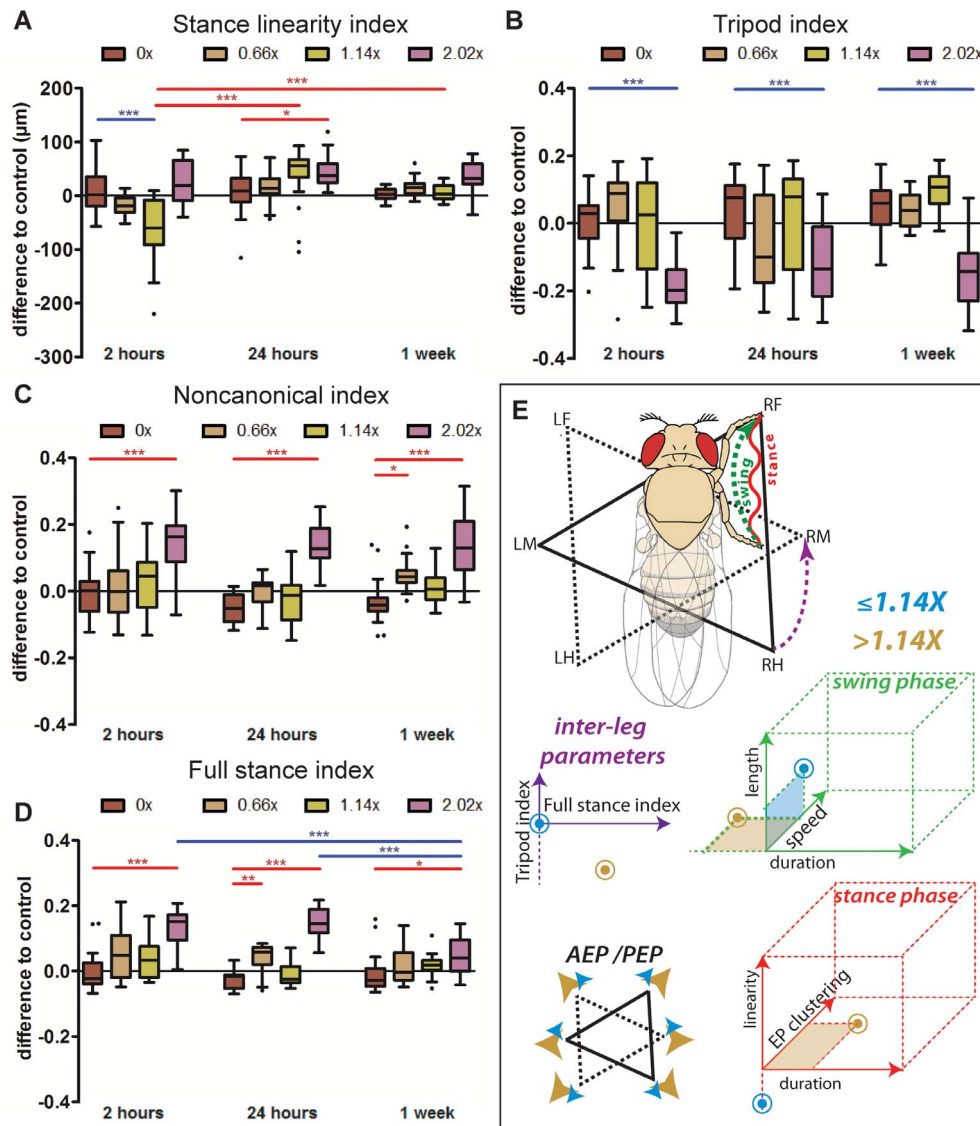 A
Stance linearity index
0x 0.66x 1.14x 2.02x
200
100
0
-100
-200
-300
difference to control (µm)
***
***
***
*
2 hours 24 hours 1 week
B
Tripod index
0x 0.66x 1.14x 2.02x
0.4
0.2
0.0
-0.2
-0.4
difference to control
***
***
***
2 hours 24 hours 1 week
C
Noncanonical index
0x 0.66x 1.14x 2.02x
0.4
0.2
0.0
-0.2
-0.4
difference to control
***
***
***
*
2 hours 24 hours 1 week
D
Full stance index
0x 0.66x 1.14x 2.02x
0.4
0.2
0.0
-0.2
-0.4
difference to control
***
***
***
***
**
*
2 hours 24 hours 1 week
E
LF
RF
swing
stance
LM
RM
LH
RH
≤1.14X
>1.14X
inter-leg
parameters
Tripod index
Full stance index
swing phase
length
speed
duration
AEP /PEP
stance phase
linearity
EP clustering
duration